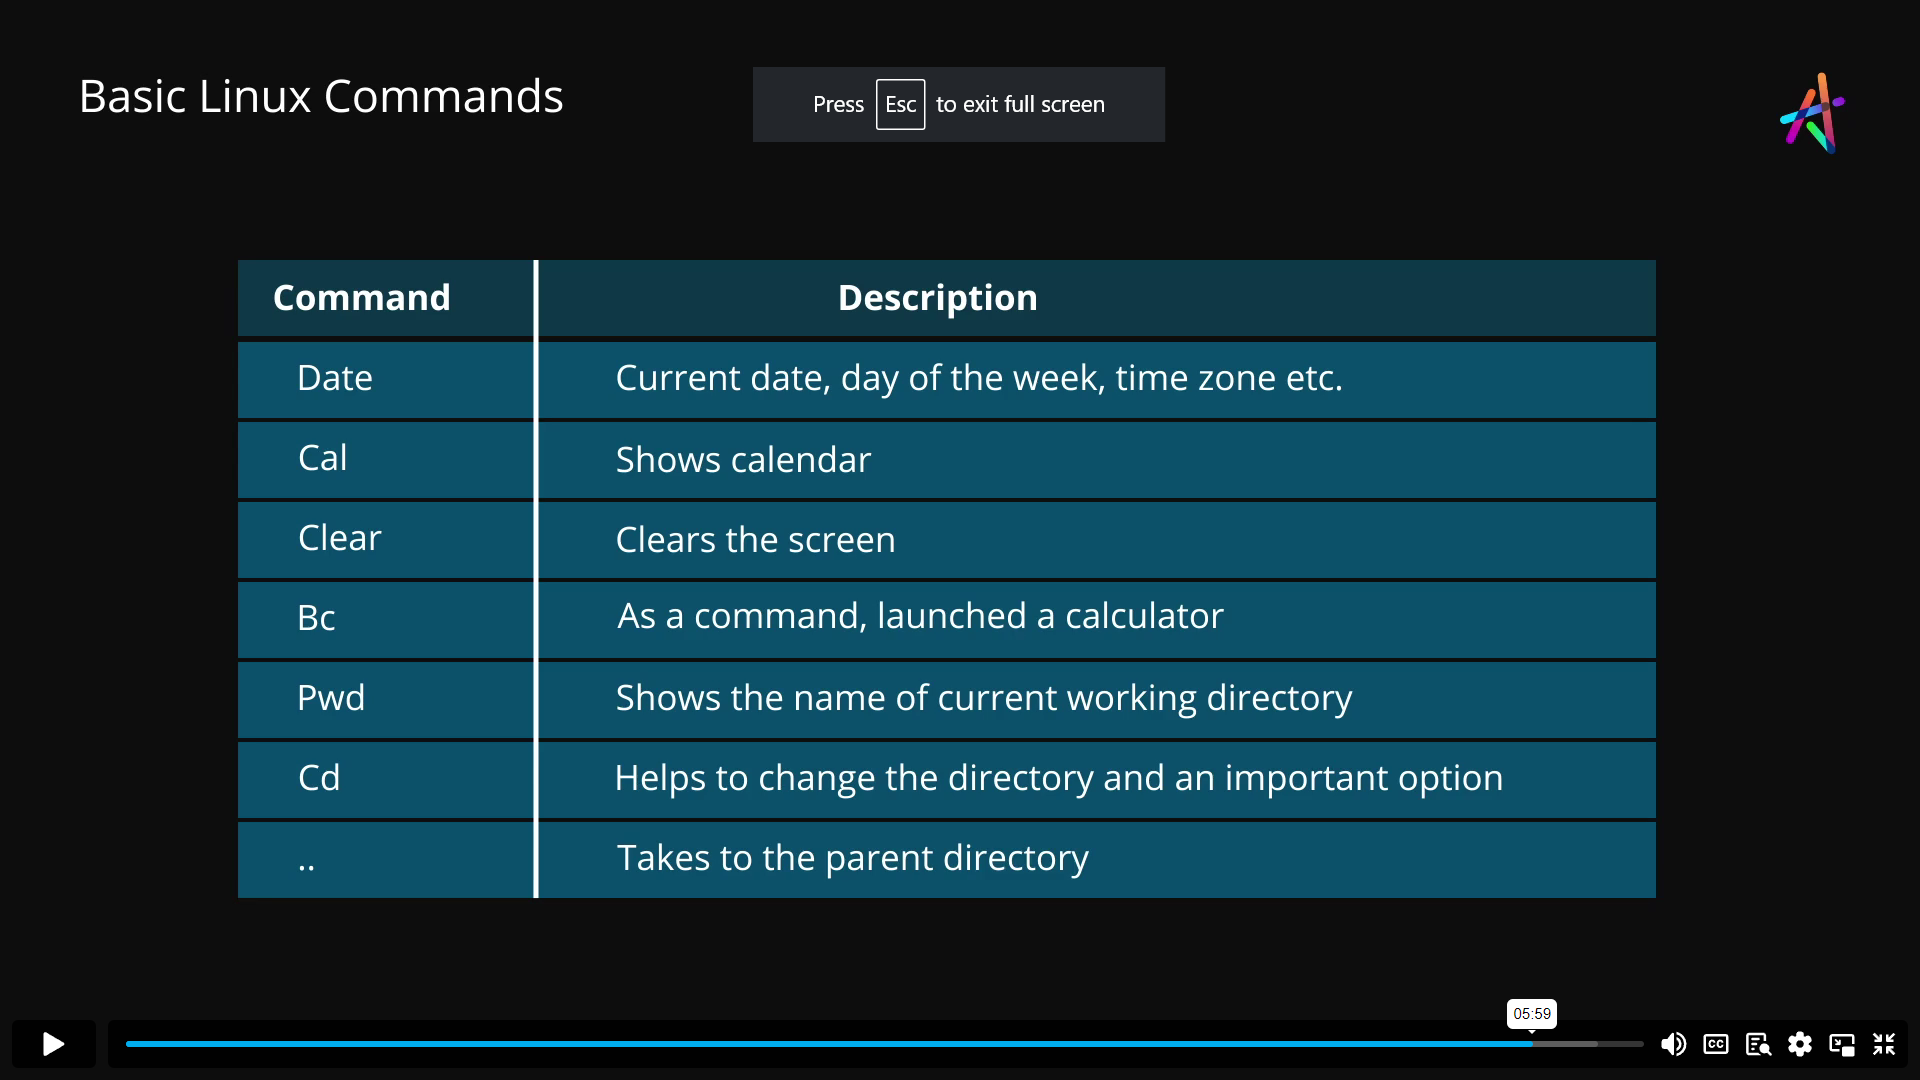 Basic Linux Commands
Press Esc to exit full screen
Command Description
Date Current date, day of the week, time zone etc.
Cal Shows calendar
Clear Clears the screen
Bc As a command, launched a calculator
Pwd Shows the name of current working directory
Cd Helps to change the directory and an important option
.. Takes to the parent directory
05:59
CC